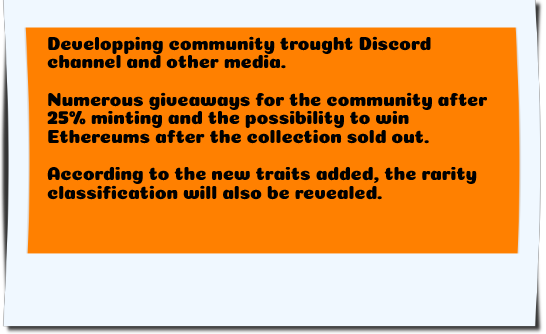 Developping community trought Discord
channel and other media.
Numerous giveaways for the community after
25% minting and the possibility to win
Ethereums after the collection sold out.
According to the new traits added, the rarity
classification will also be revealed.